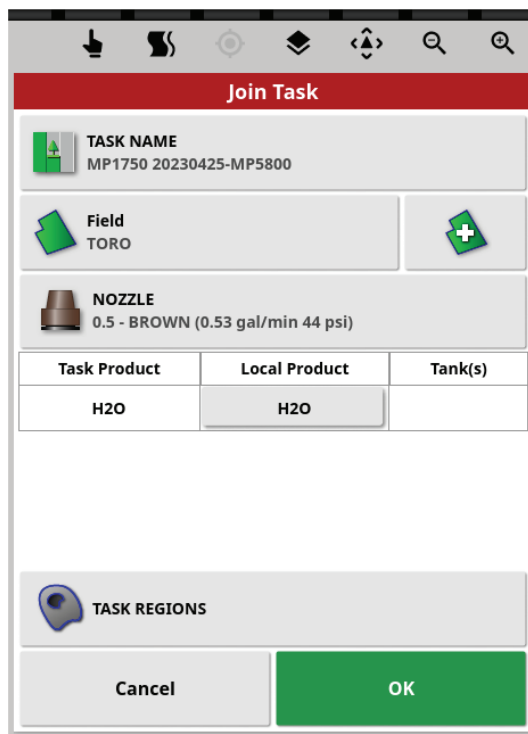 Join Task
TASK NAME
MP1750 20230425-MP5800
Field
TORO
NOZZLE
0.5 - BROWN (0.53 gal/min 44 psi)
Task Product Local Product Tank(s)
H2O H2O
TASK REGIONS
Cancel OK